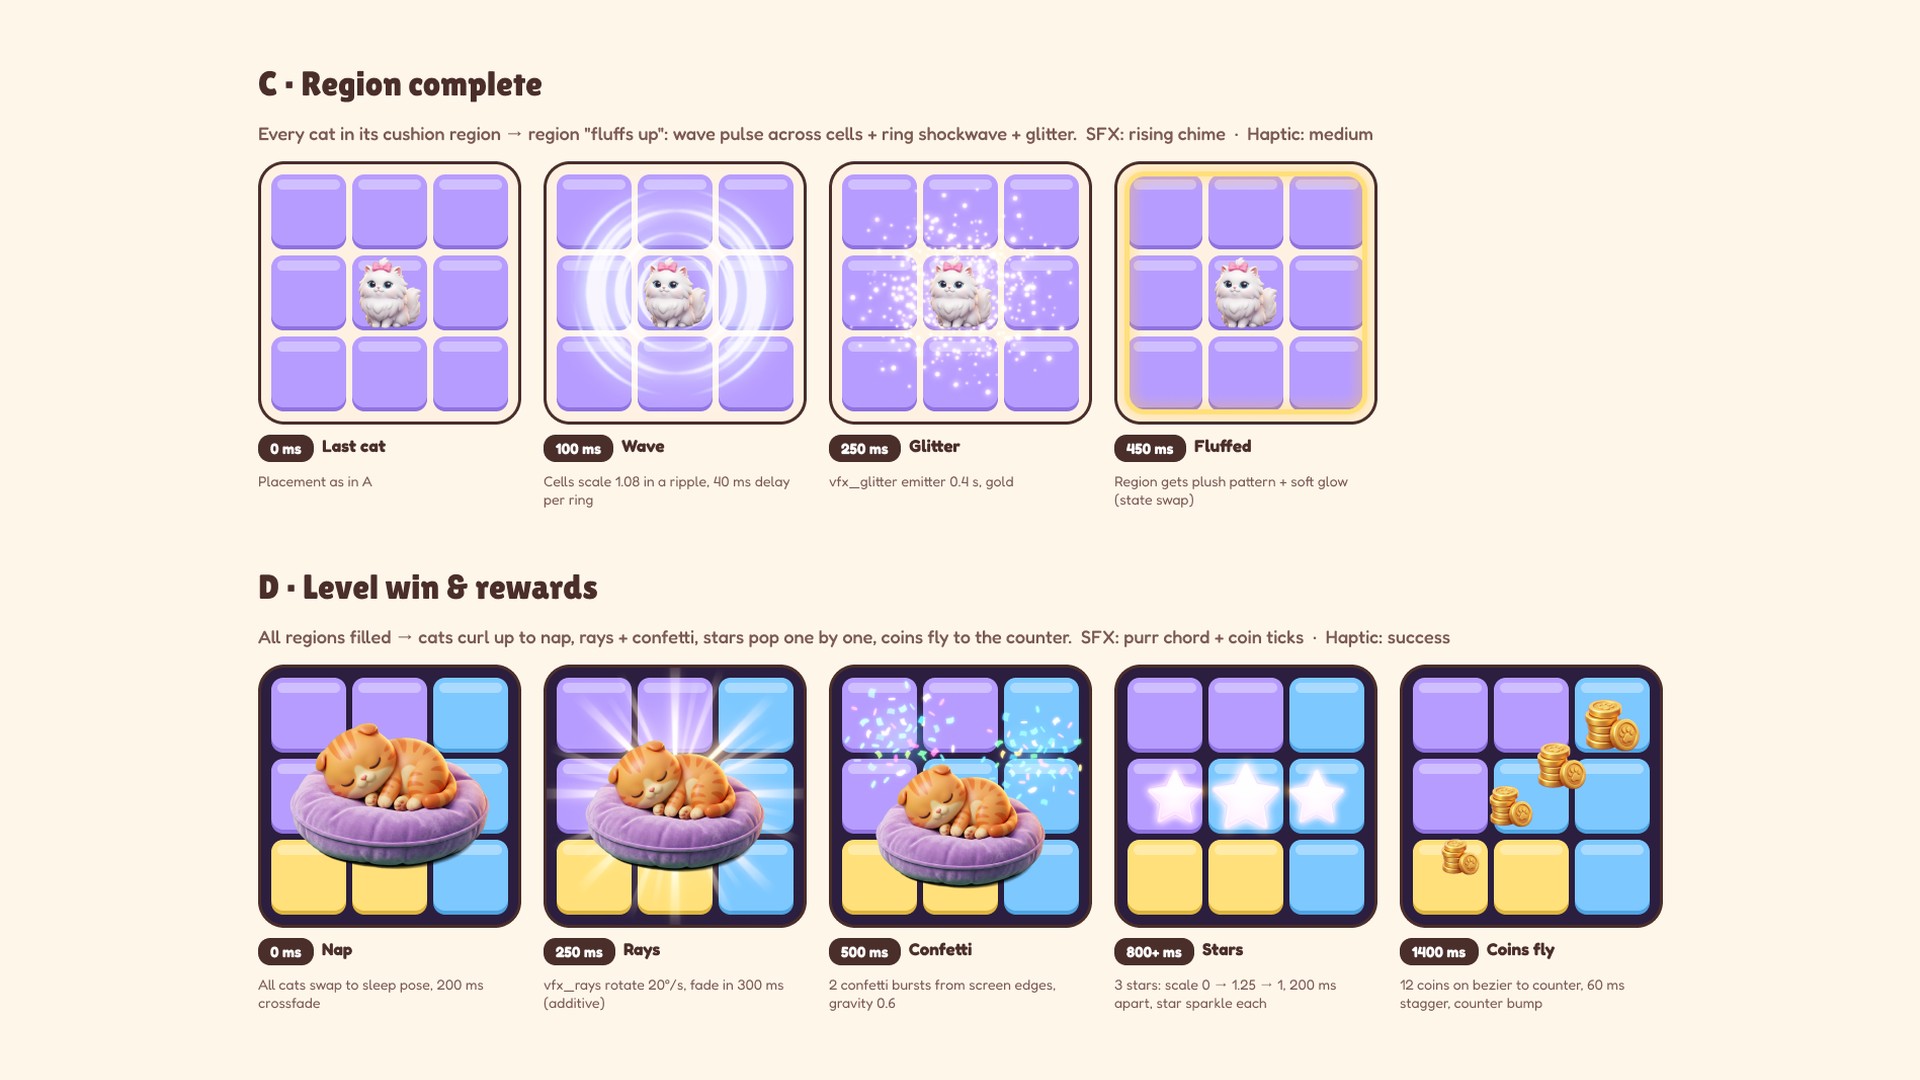 C · Region complete
Every cat in its cushion region → region "fluffs up": wave pulse across cells + ring shockwave + glitter. SFX: rising chime · Haptic: medium
0 ms Last cat
Placement as in A
100 ms Wave
Cells scale 1.08 in a ripple, 40 ms delay
per ring
250 ms Glitter
vfx_glitter emitter 0.4 s, gold
450 ms Fluffed
Region gets plush pattern + soft glow
(state swap)
D · Level win & rewards
All regions filled → cats curl up to nap, rays + confetti, stars pop one by one, coins fly to the counter. SFX: purr chord + coin ticks · Haptic: success
0 ms Nap
All cats swap to sleep pose, 200 ms
crossfade
250 ms Rays
vfx_rays rotate 20°/s, fade in 300 ms
(additive)
500 ms Confetti
2 confetti bursts from screen edges,
gravity 0.6
800+ ms Stars
3 stars: scale 0 → 1.25 → 1, 200 ms
apart, star sparkle each
1400 ms Coins fly
12 coins on bezier to counter, 60 ms
stagger, counter bump